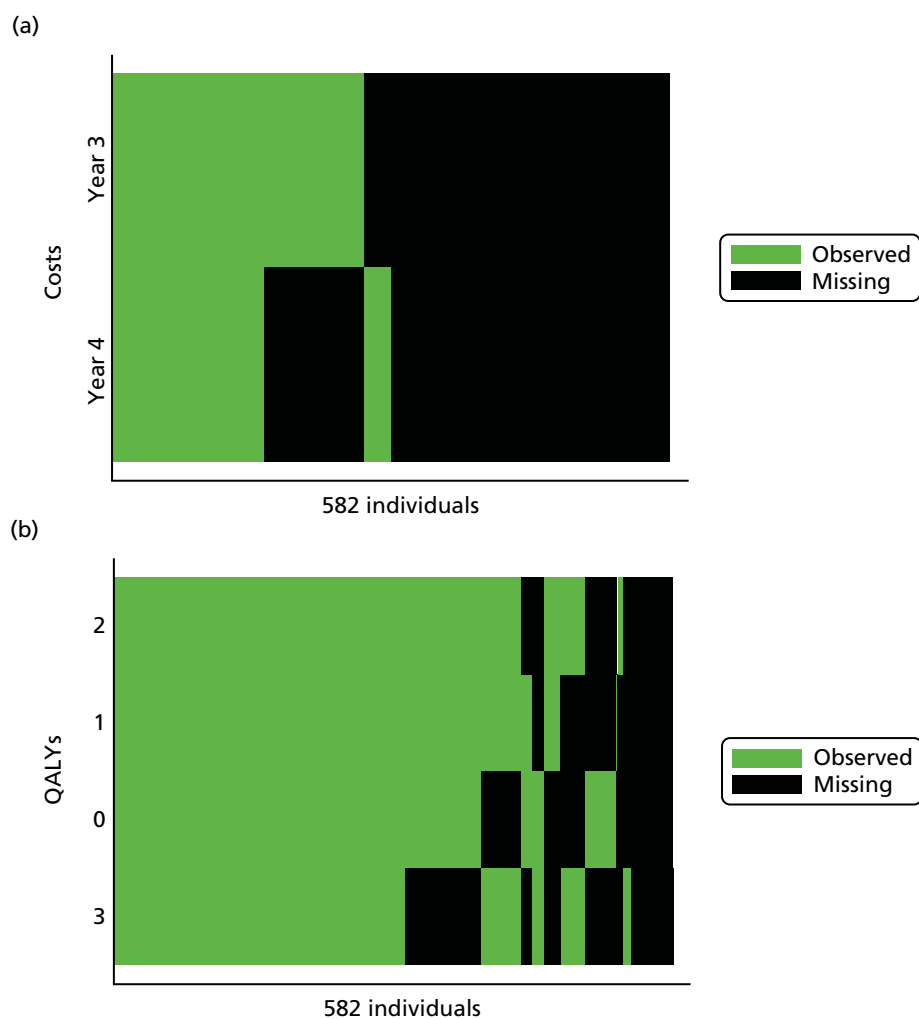 (a)
Year 3
Costs
Year 4
Observed
Missing
582 individuals
(b)
2
1
QALYs
0
3
Observed
Missing
582 individuals